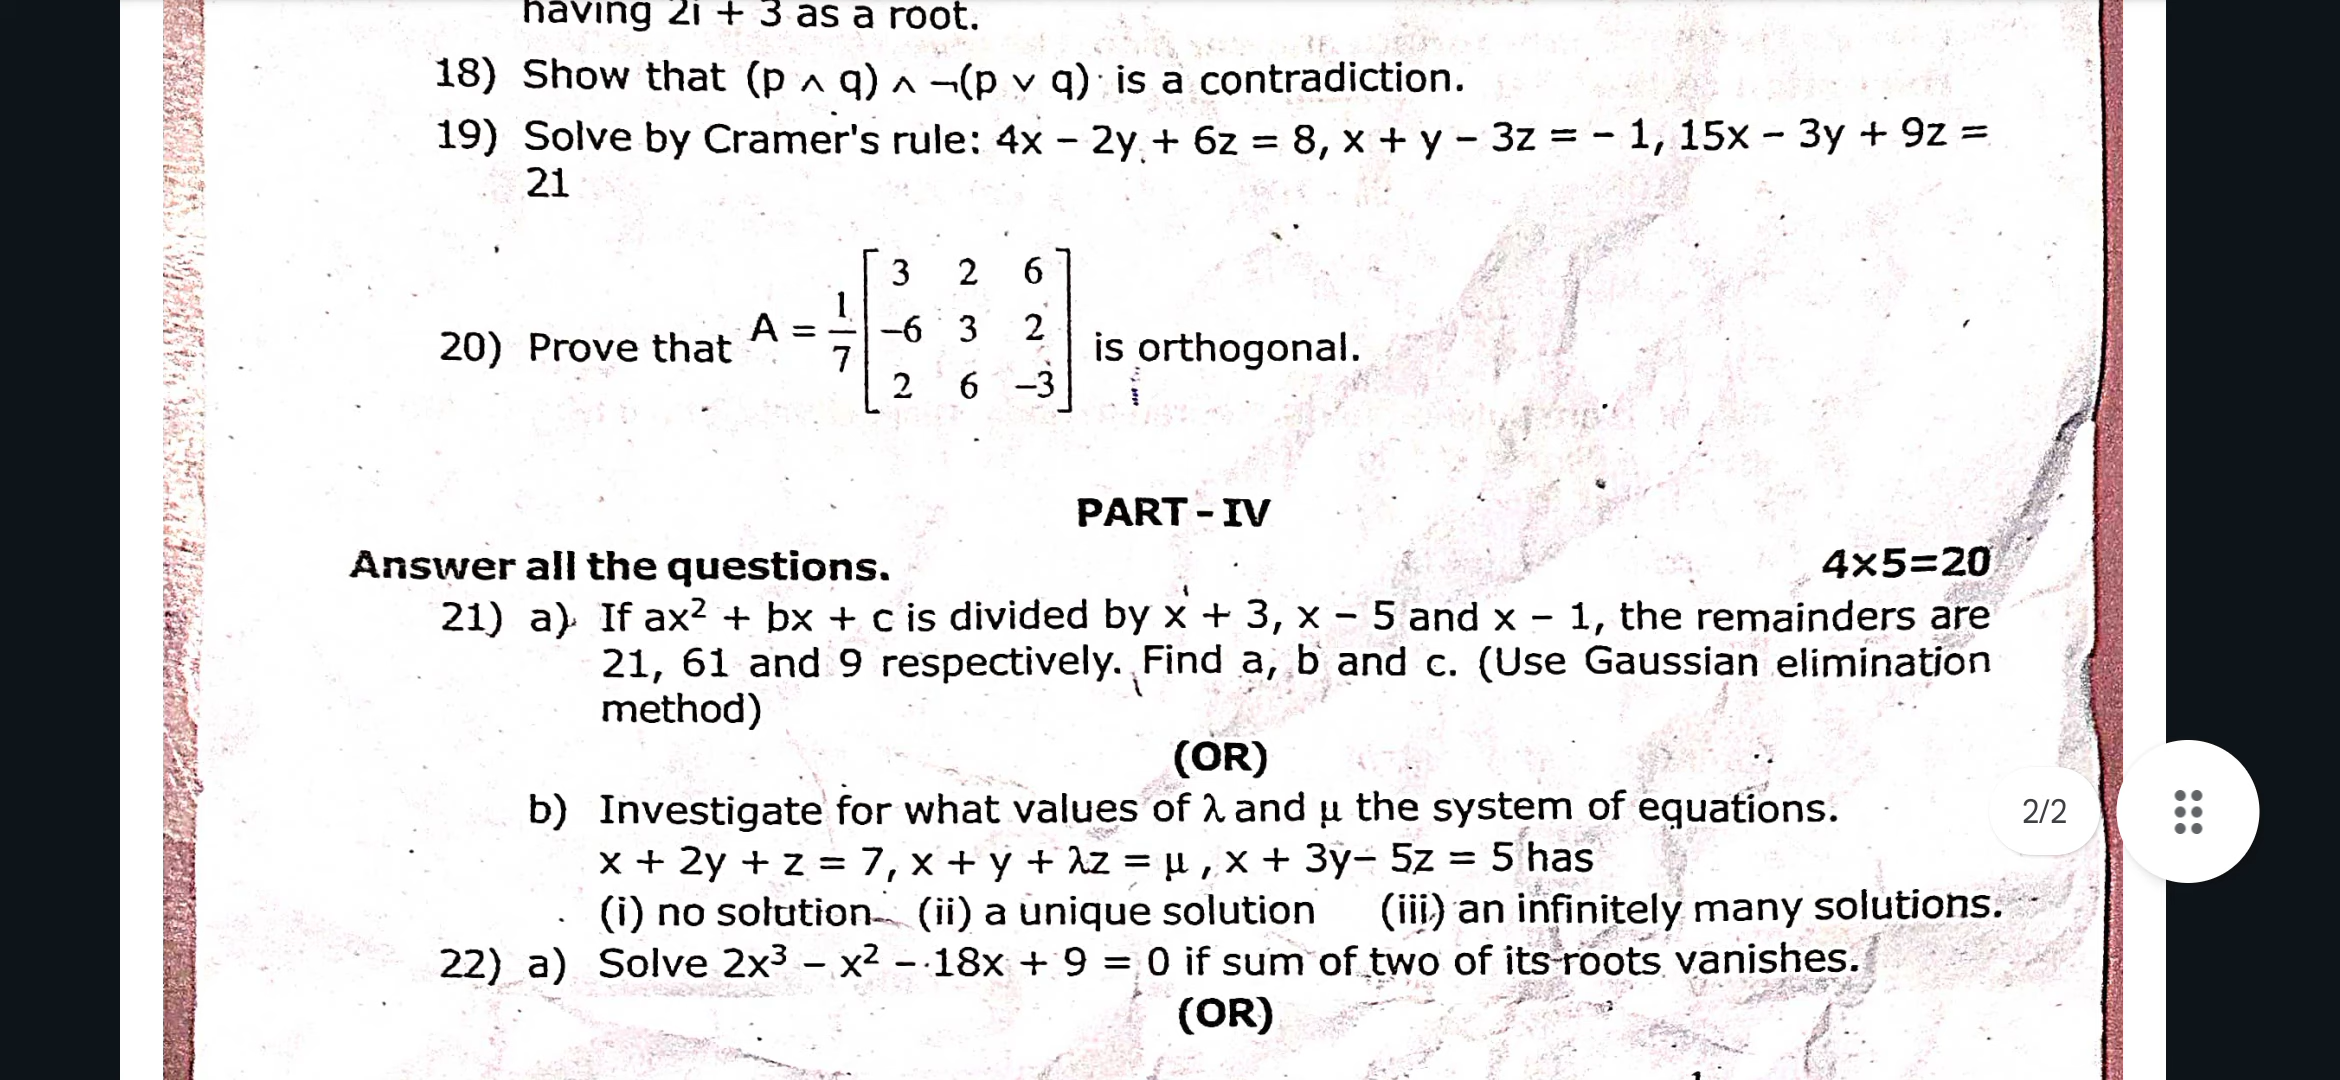 having 2i + 3 as a root.
18) Show that (p ∧ q) ∧ ¬(p ∨ q) is a contradiction.
19) Solve by Cramer's rule: 4x – 2y + 6z = 8, x + y – 3z = – 1, 15x – 3y + 9z =
21
20) Prove that A = 1/7 [3 2 6; –6 3 2; 2 6 –3] is orthogonal.
PART - IV
Answer all the questions. 4x5=20
21) a) If ax² + bx + c is divided by x + 3, x – 5 and x – 1, the remainders are
21, 61 and 9 respectively. Find a, b and c. (Use Gaussian elimination
method)
(OR)
b) Investigate for what values of λ and μ the system of equations.
x + 2y + z = 7, x + y + λz = μ , x + 3y– 5z = 5 has
(i) no solution (ii) a unique solution (iii) an infinitely many solutions.
22) a) Solve 2x³ – x² – 18x + 9 = 0 if sum of two of its roots vanishes.
(OR)
2/2